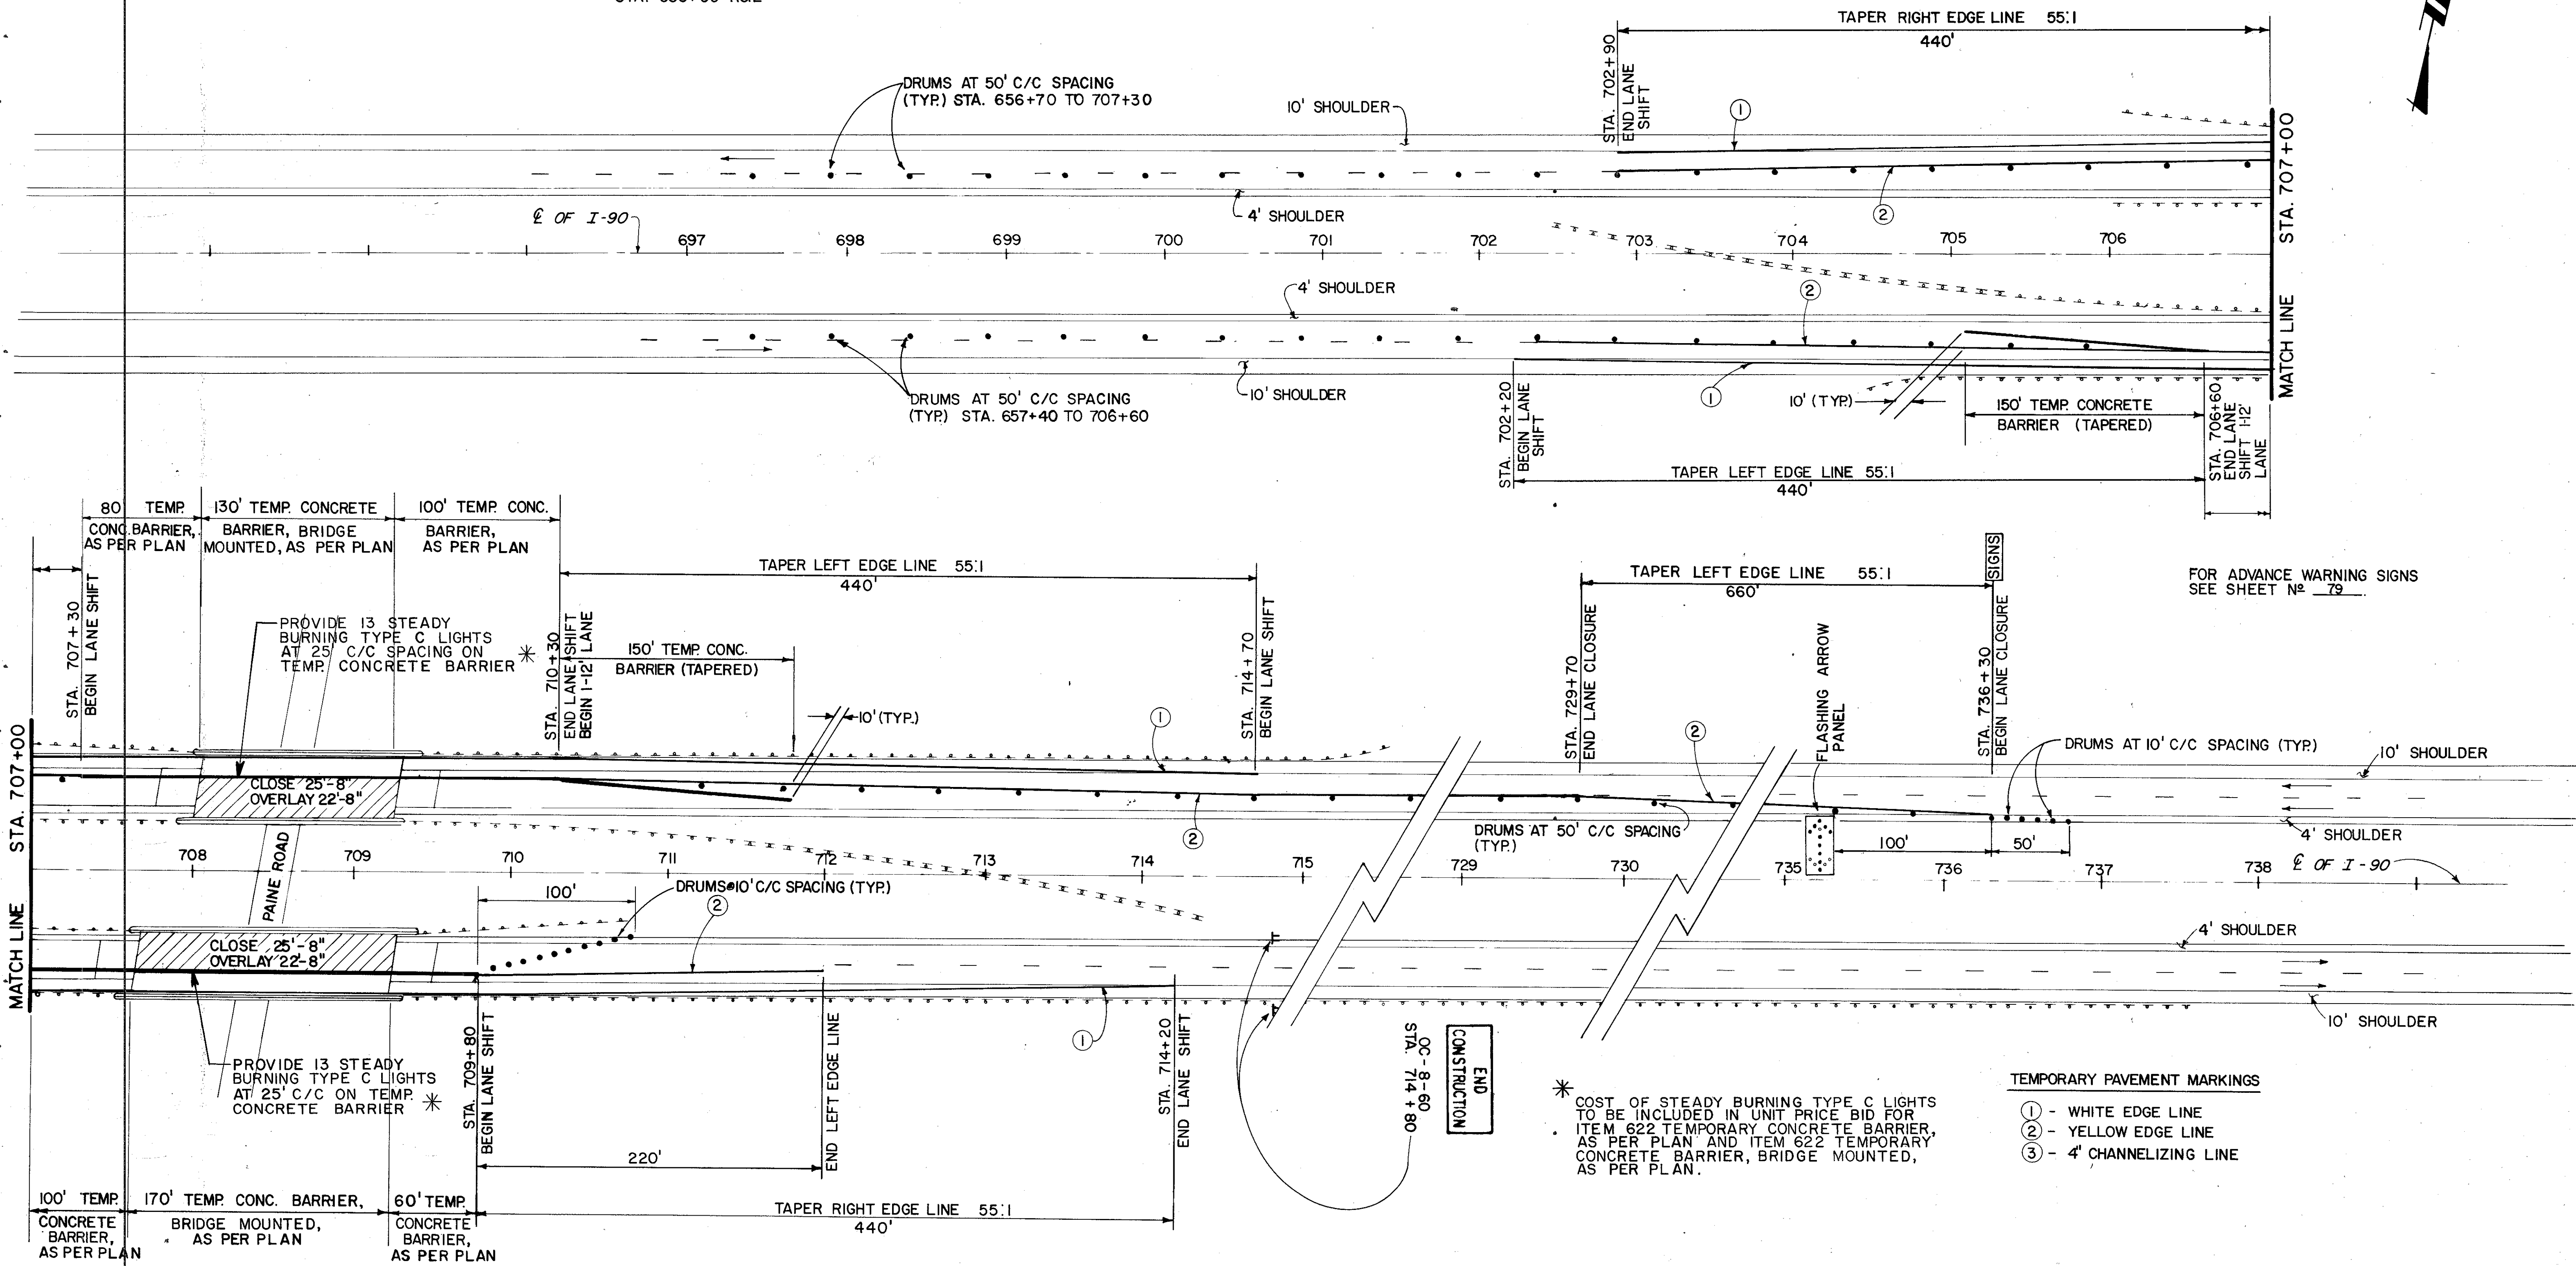 TAPER RIGHT EDGE LINE 55:1
440'
STA. 702+90
END LANE
SHIFT
DRUMS AT 50' C/C SPACING
(TYP.) STA. 656+70 TO 707+30
10' SHOULDER
①
②
4' SHOULDER
℄ OF I-90
697
698
699
700
701
702
703
704
705
706
STA. 707+00
MATCH LINE
4' SHOULDER
②
DRUMS AT 50' C/C SPACING
(TYP.) STA. 657+40 TO 706+60
10' SHOULDER
①
10' (TYP.)
150' TEMP. CONCRETE
BARRIER (TAPERED)
STA. 702+20
BEGIN LANE
SHIFT
TAPER LEFT EDGE LINE 55:1
440'
STA. 706+60
END LANE
SHIFT 1-12'
LANE
80' TEMP.
CONC. BARRIER,
AS PER PLAN
130' TEMP. CONCRETE
BARRIER, BRIDGE
MOUNTED, AS PER PLAN
100' TEMP. CONC.
BARRIER,
AS PER PLAN
TAPER LEFT EDGE LINE 55:1
440'
TAPER LEFT EDGE LINE 55:1
660'
SIGNS
FOR ADVANCE WARNING SIGNS
SEE SHEET Nº 79
STA. 707+30
BEGIN LANE SHIFT
PROVIDE 13 STEADY
BURNING TYPE C LIGHTS
AT 25' C/C SPACING ON
TEMP. CONCRETE BARRIER *
STA. 710+30
END LANE SHIFT
BEGIN 1-12' LANE
150' TEMP. CONC.
BARRIER (TAPERED)
10' (TYP.)
①
STA. 714+70
BEGIN LANE SHIFT
STA. 729+70
END LANE CLOSURE
②
FLASHING ARROW
PANEL
STA. 736+30
BEGIN LANE CLOSURE
DRUMS AT 10' C/C SPACING (TYP.)
10' SHOULDER
STA. 707+00
MATCH LINE
CLOSE 25'-8"
OVERLAY 22'-8"
PAINE ROAD
②
DRUMS AT 50' C/C SPACING
(TYP.)
100'
50'
4' SHOULDER
℄ OF I-90
708
709
710
711
712
713
714
715
729
730
735
736
737
738
100'
DRUMS@10' C/C SPACING (TYP.)
②
CLOSE 25'-8"
OVERLAY 22'-8"
4' SHOULDER
10' SHOULDER
PROVIDE 13 STEADY
BURNING TYPE C LIGHTS
AT 25' C/C ON TEMP.
CONCRETE BARRIER *
STA. 709+80
BEGIN LANE SHIFT
220'
END LEFT EDGE LINE
①
STA. 714+20
END LANE SHIFT
TAPER RIGHT EDGE LINE 55:1
440'
100' TEMP.
CONCRETE
BARRIER,
AS PER PLAN
170' TEMP. CONC. BARRIER,
BRIDGE MOUNTED,
AS PER PLAN
60' TEMP.
CONCRETE
BARRIER,
AS PER PLAN
END
CONSTRUCTION
OC-8-60
STA. 714+80
* COST OF STEADY BURNING TYPE C LIGHTS
TO BE INCLUDED IN UNIT PRICE BID FOR
ITEM 622 TEMPORARY CONCRETE BARRIER,
AS PER PLAN AND ITEM 622 TEMPORARY
CONCRETE BARRIER, BRIDGE MOUNTED,
AS PER PLAN.
TEMPORARY PAVEMENT MARKINGS
① - WHITE EDGE LINE
② - YELLOW EDGE LINE
③ - 4" CHANNELIZING LINE